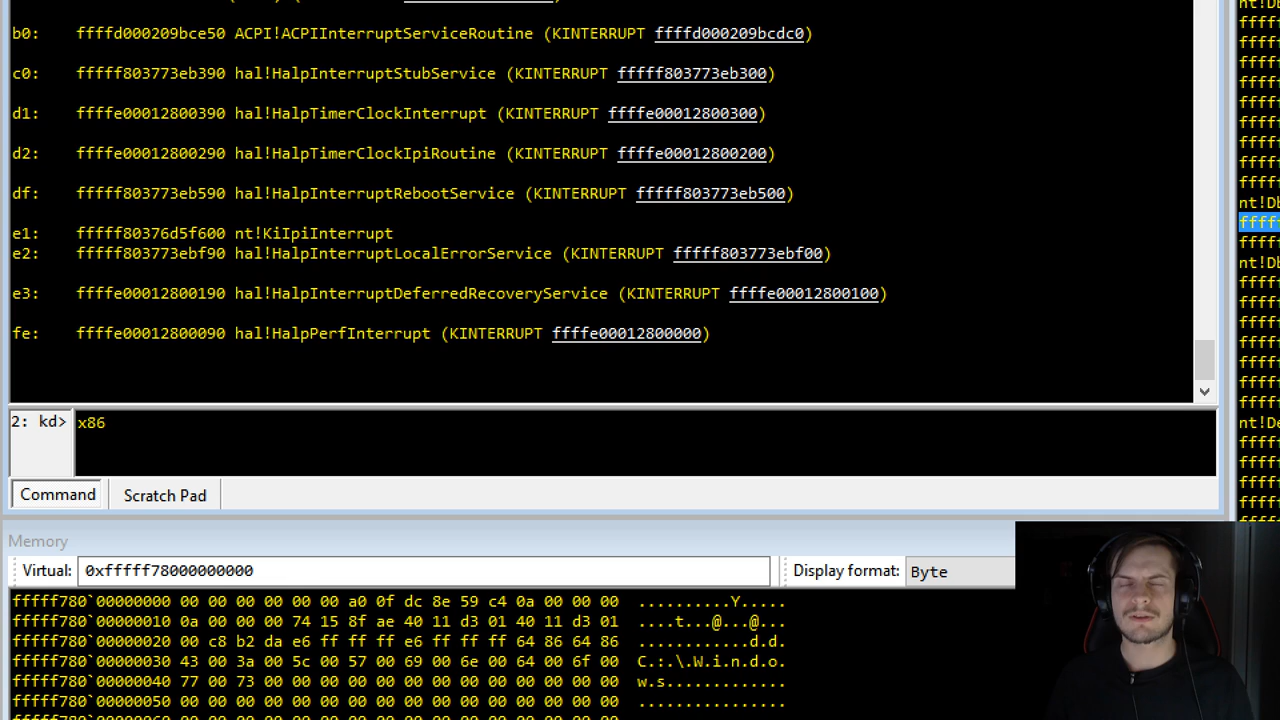 b0: ffffd000209bce50 ACPI!ACPIInterruptServiceRoutine (KINTERRUPT ffffd000209bcdc0)
c0: fffff803773eb390 hal!HalpInterruptStubService (KINTERRUPT fffff803773eb300)
d1: ffffe00012800390 hal!HalpTimerClockInterrupt (KINTERRUPT ffffe00012800300)
d2: ffffe00012800290 hal!HalpTimerClockIpiRoutine (KINTERRUPT ffffe00012800200)
df: fffff803773eb590 hal!HalpInterruptRebootService (KINTERRUPT fffff803773eb500)
e1: fffff80376d5f600 nt!KiIpiInterrupt
e2: fffff803773ebf90 hal!HalpInterruptLocalErrorService (KINTERRUPT fffff803773ebf00)
e3: ffffe00012800190 hal!HalpInterruptDeferredRecoveryService (KINTERRUPT ffffe00012800100)
fe: ffffe00012800090 hal!HalpPerfInterrupt (KINTERRUPT ffffe00012800000)
2: kd> x86
Command Scratch Pad
Memory
Virtual: 0xfffff78000000000 Display format: Byte
fffff780`00000000 00 00 00 00 00 00 a0 0f dc 8e 59 c4 0a 00 00 00 ..........Y.....
fffff780`00000010 0a 00 00 00 74 15 8f ae 40 11 d3 01 40 11 d3 01 ....t...@...@...
fffff780`00000020 00 c8 b2 da e6 ff ff ff e6 ff ff ff 64 86 64 86 ............d.d.
fffff780`00000030 43 00 3a 00 5c 00 57 00 69 00 6e 00 64 00 6f 00 C.:.\.W.i.n.d.o.
fffff780`00000040 77 00 73 00 00 00 00 00 00 00 00 00 00 00 00 00 w.s.............
fffff780`00000050 00 00 00 00 00 00 00 00 00 00 00 00 00 00 00 00 ................